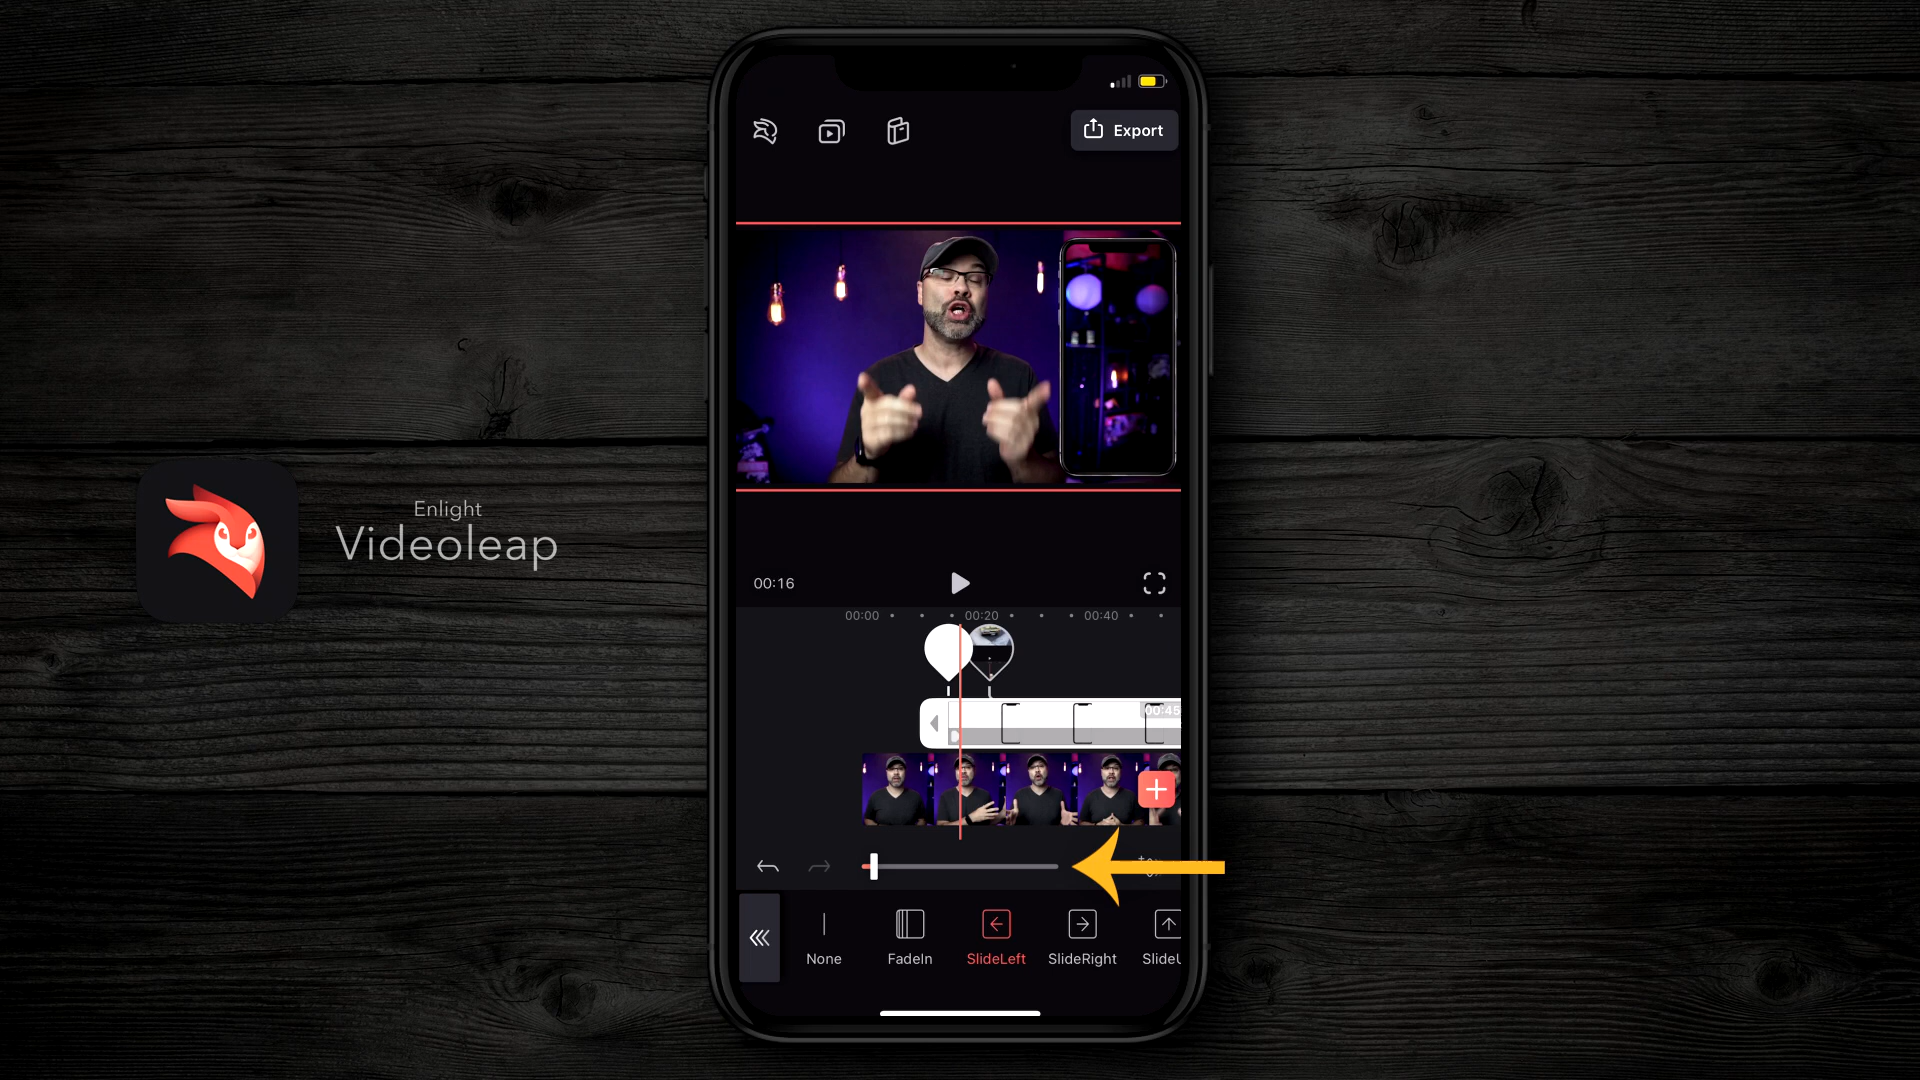 Export
Enlight
Videoleap
00:16
00:00 00:20 00:40
00:45
None FadeIn SlideLeft SlideRight SlideU